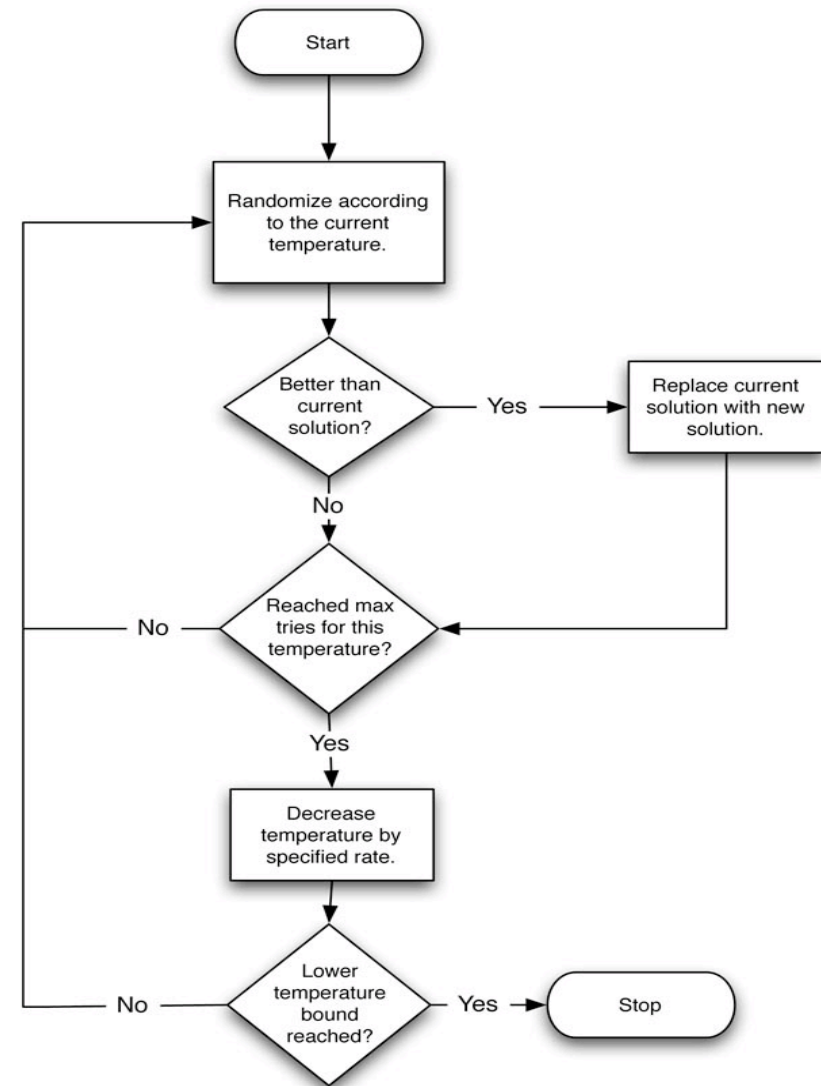 Start
Randomize according
to the current
temperature.
Better than
current
solution?
Yes
Replace current
solution with new
solution.
No
Reached max
tries for this
temperature?
No
Yes
Decrease
temperature by
specified rate.
Lower
temperature
bound
reached?
No
Yes
Stop